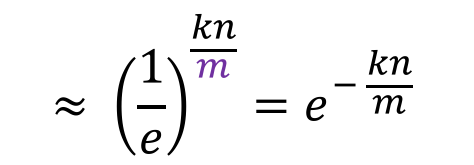 ≈ (1/e)^(kn/m) = e^(−kn/m)